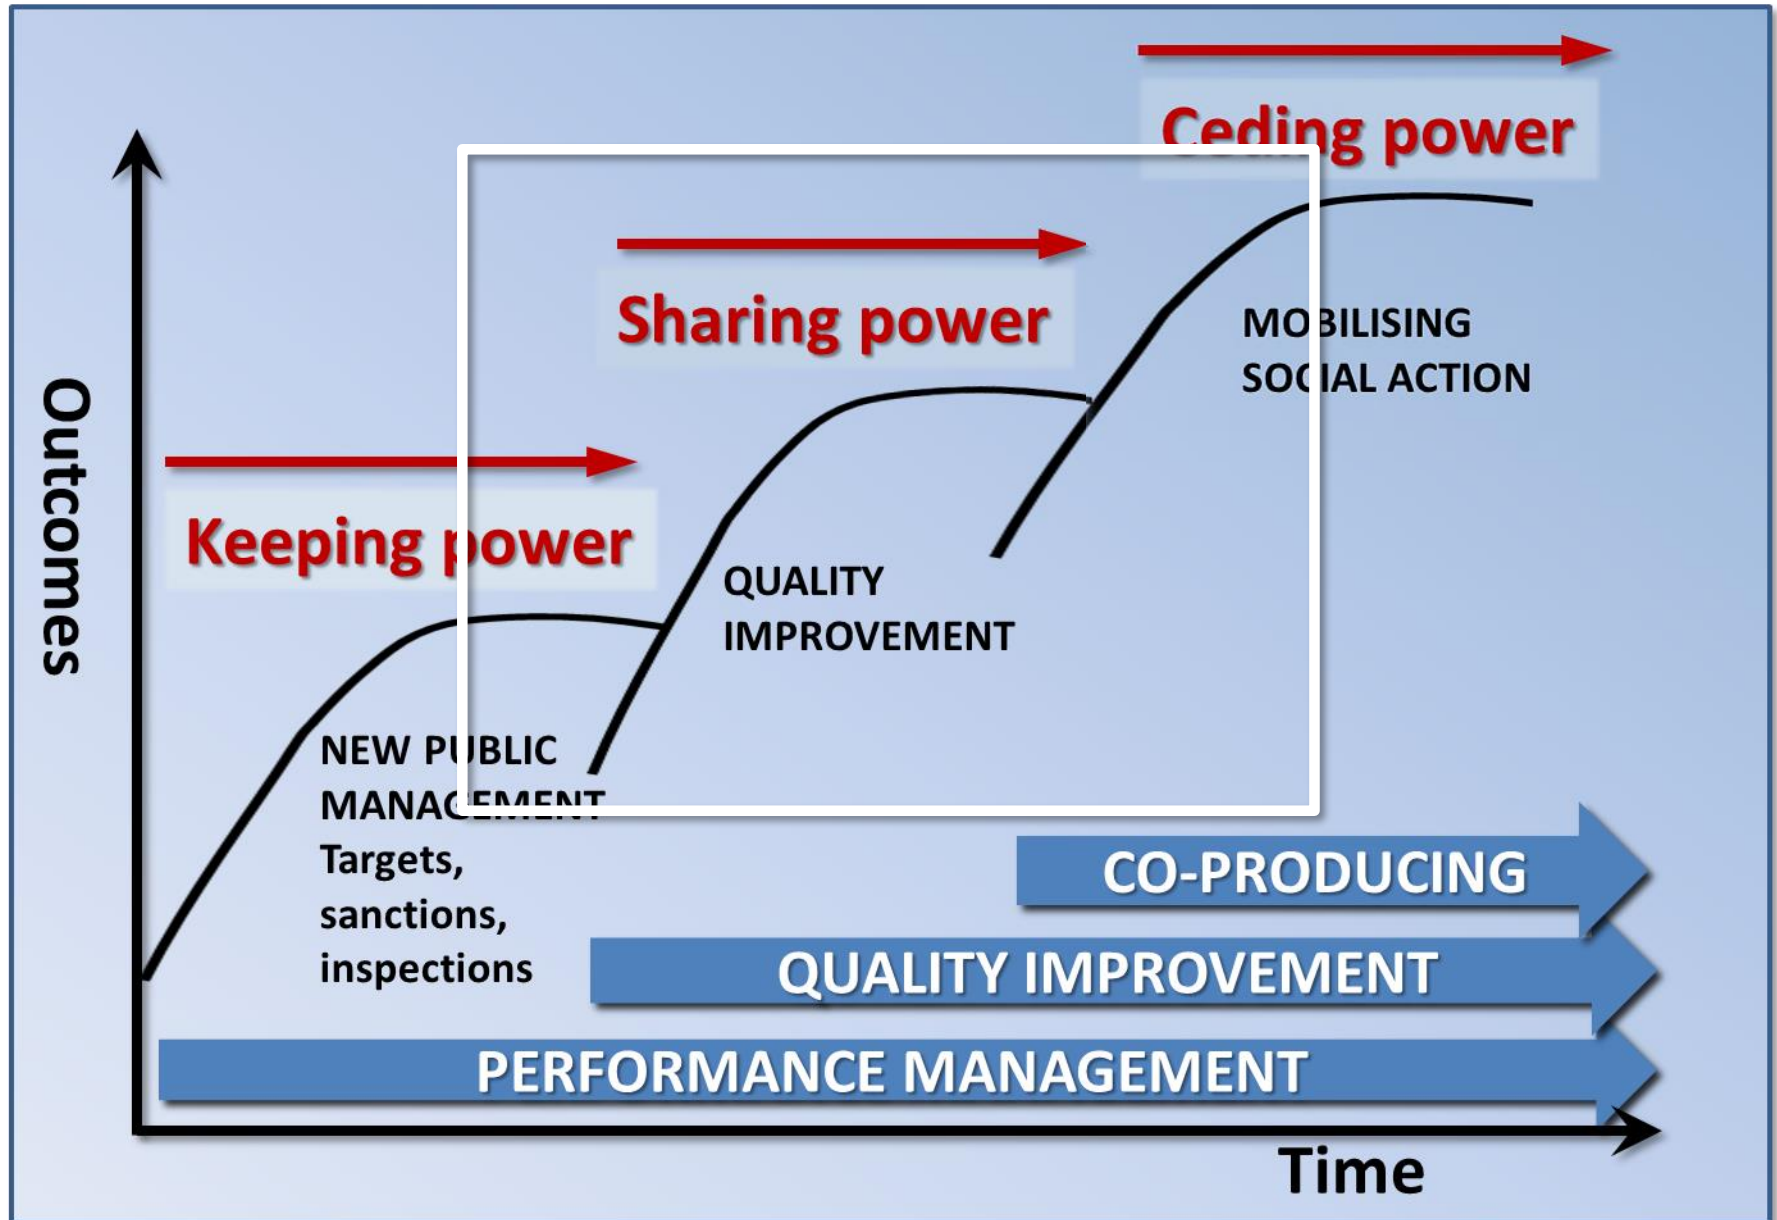 Ceding power
Sharing power
MOBILISING
SOCIAL ACTION
Outcomes
Keeping power
QUALITY
IMPROVEMENT
NEW PUBLIC
MANAGEMENT
Targets,
sanctions,
inspections
CO-PRODUCING
QUALITY IMPROVEMENT
PERFORMANCE MANAGEMENT
Time